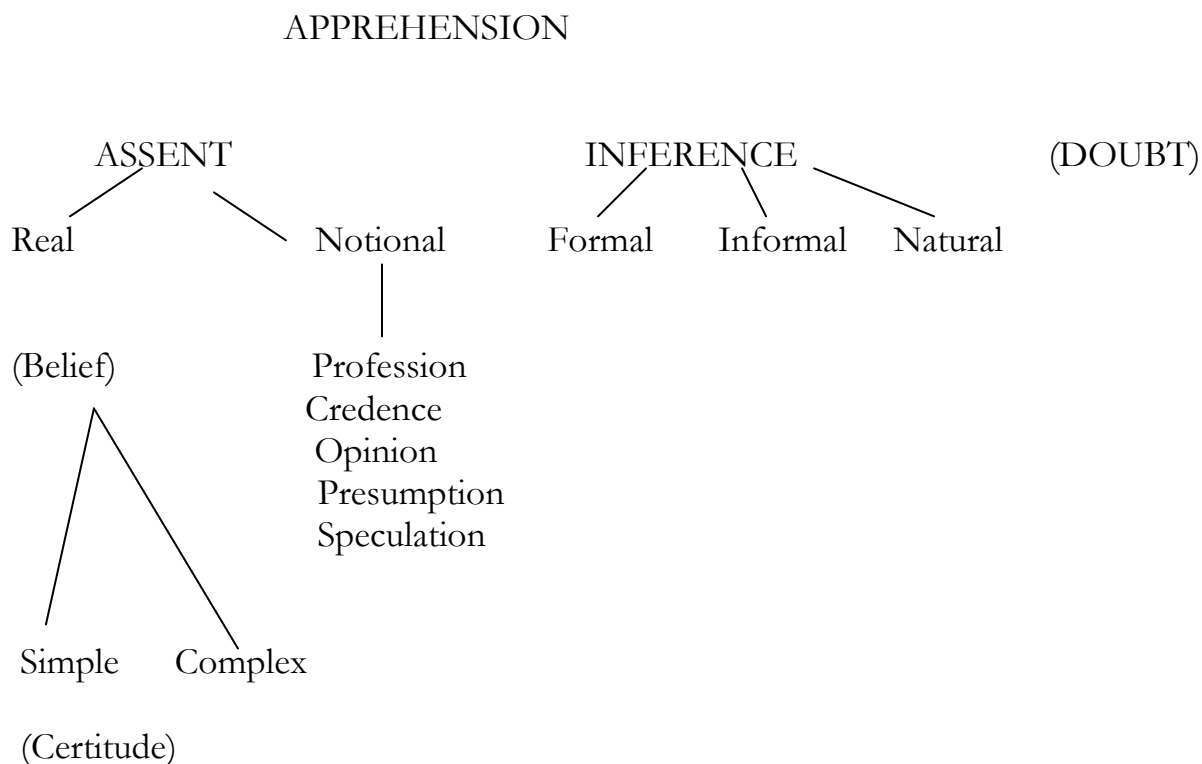 APPREHENSION
ASSENT INFERENCE (DOUBT)
Real Notional Formal Informal Natural
(Belief) Profession
Credence
Opinion
Presumption
Speculation
Simple Complex
(Certitude)